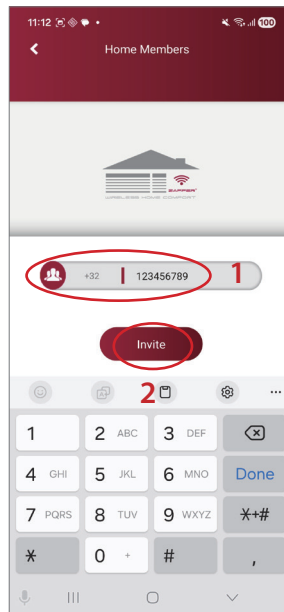 11:12
100
Home Members
ZAPPER
WIRELESS HOME COMFORT
+32 123456789 1
Invite
2
1 2 ABC 3 DEF
4 GHI 5 JKL 6 MNO Done
7 PQRS 8 TUV 9 WXYZ *+#
* 0 + # ,